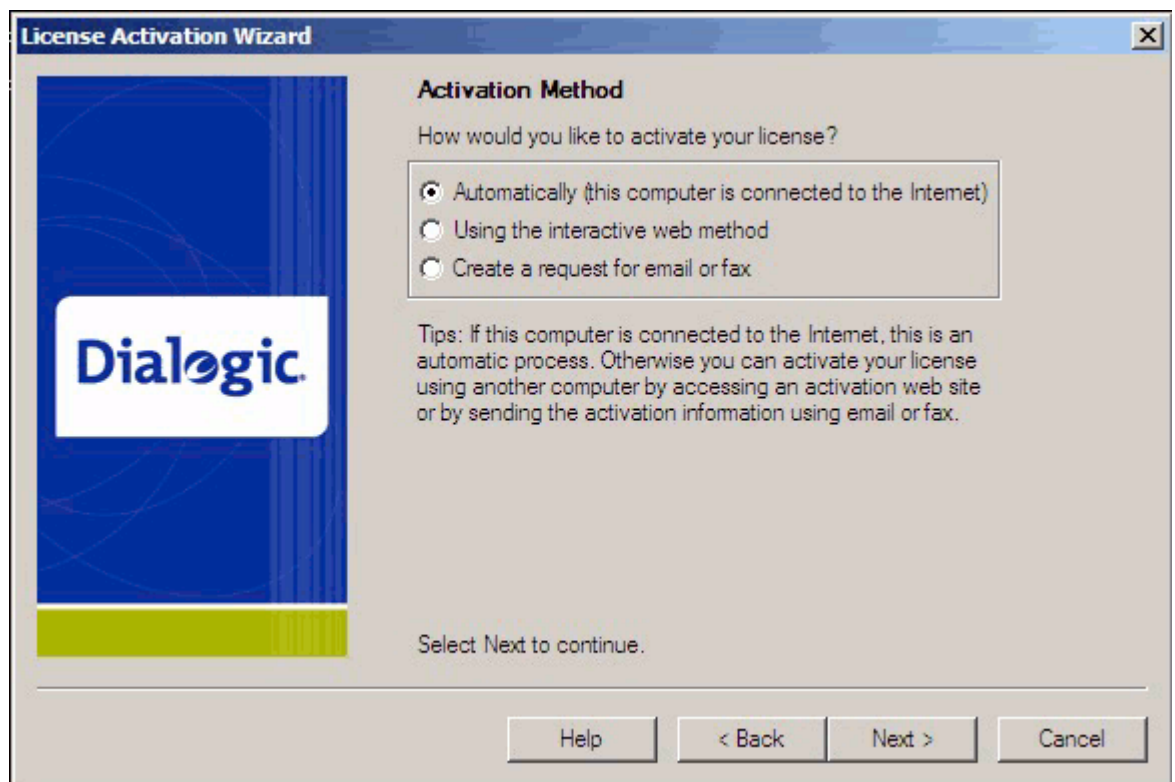 License Activation Wizard
Activation Method
How would you like to activate your license?
Automatically (this computer is connected to the Internet)
Using the interactive web method
Create a request for email or fax
Dialogic.
Tips: If this computer is connected to the Internet, this is an
automatic process. Otherwise you can activate your license
using another computer by accessing an activation web site
or by sending the activation information using email or fax.
Select Next to continue.
Help
< Back
Next >
Cancel